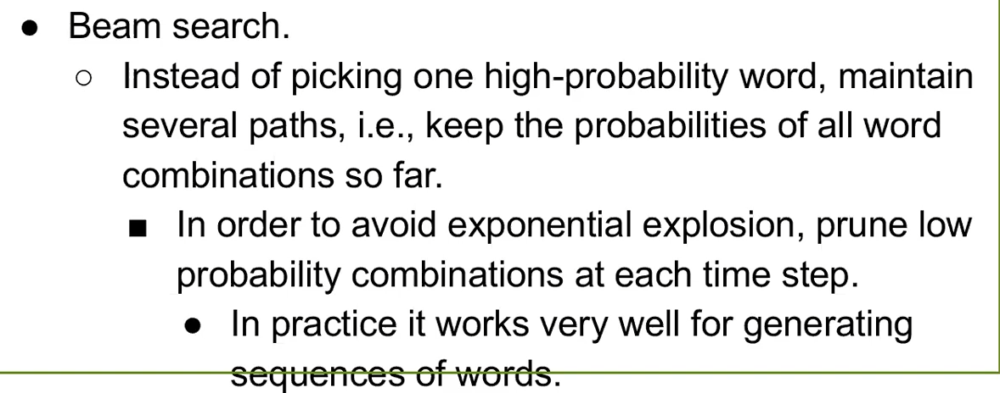 ● Beam search.
○ Instead of picking one high-probability word, maintain
several paths, i.e., keep the probabilities of all word
combinations so far.
■ In order to avoid exponential explosion, prune low
probability combinations at each time step.
● In practice it works very well for generating
sequences of words.